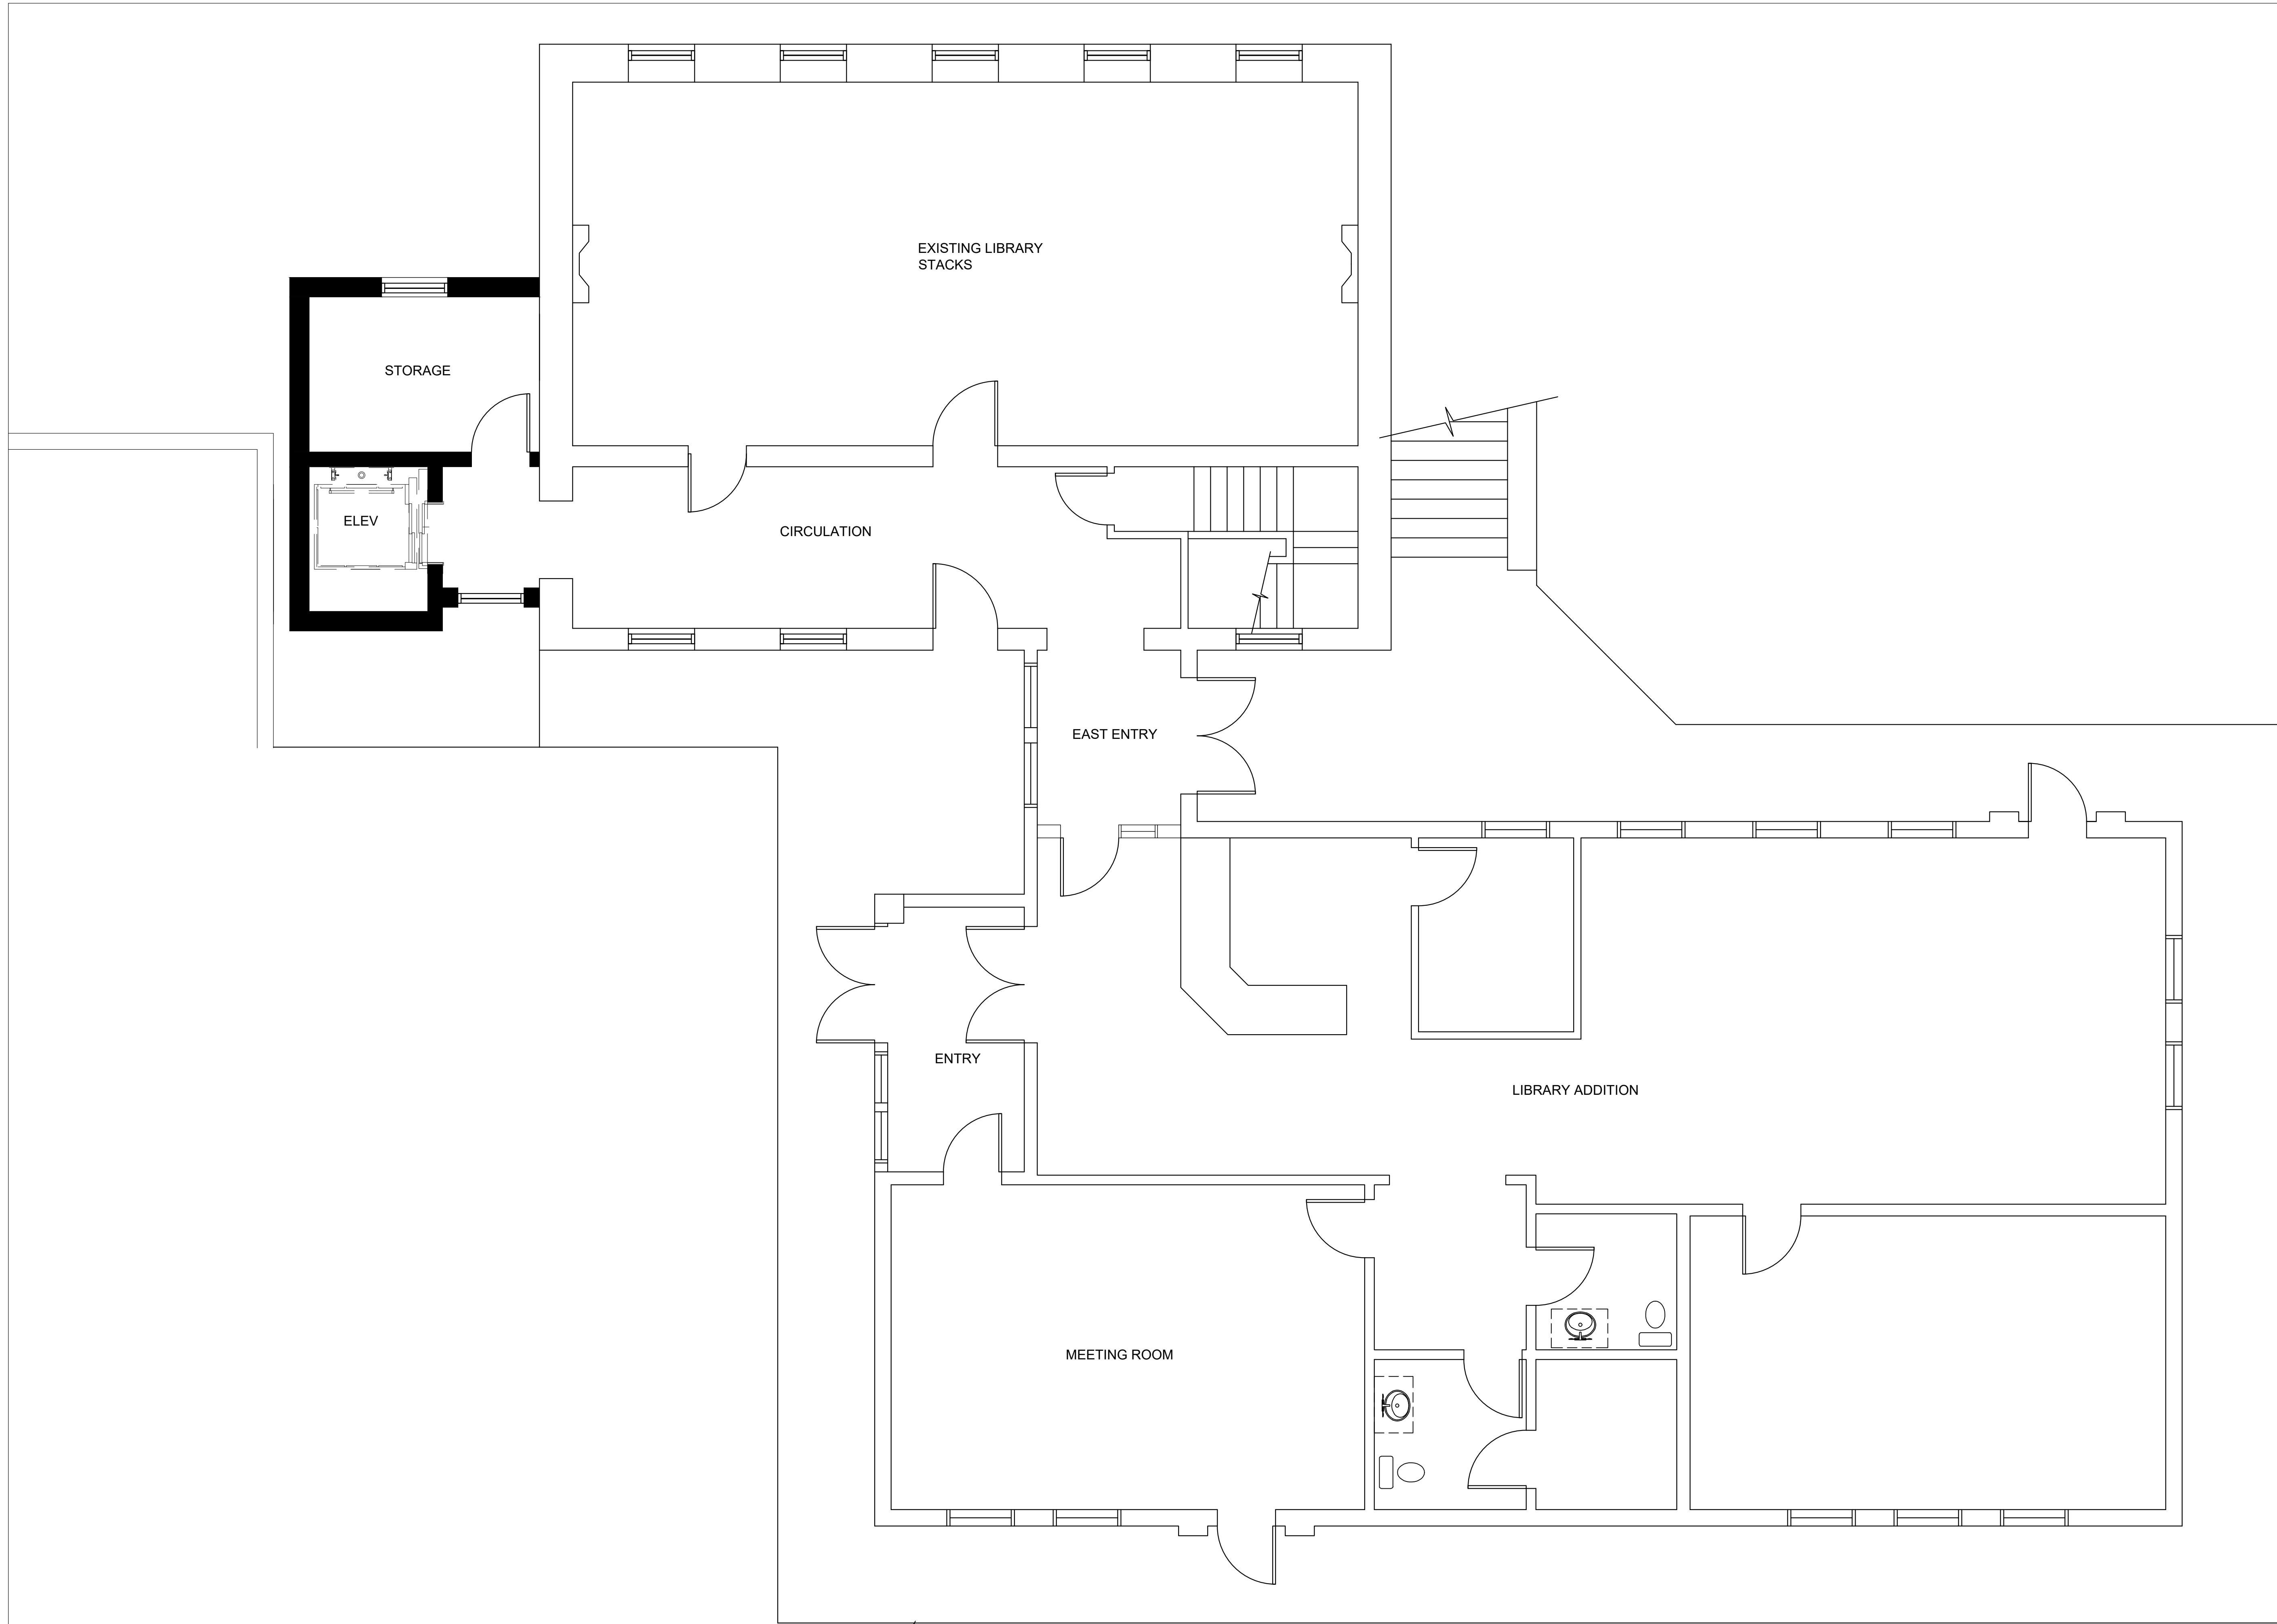 EXISTING LIBRARY
STACKS
STORAGE
ELEV
CIRCULATION
EAST ENTRY
ENTRY
LIBRARY ADDITION
MEETING ROOM